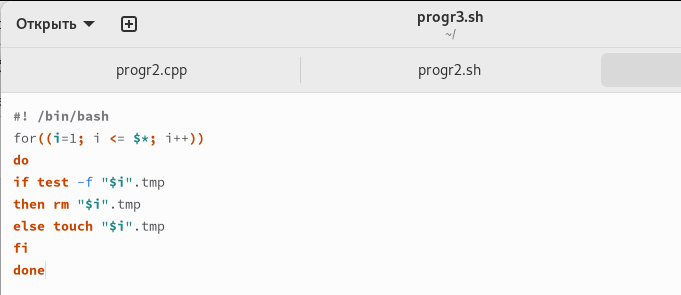 Открыть
progr3.sh
~/
progr2.cpp
progr2.sh
#! /bin/bash
for((i=1; i <= $*; i++))
do
if test -f "$i".tmp
then rm "$i".tmp
else touch "$i".tmp
fi
done